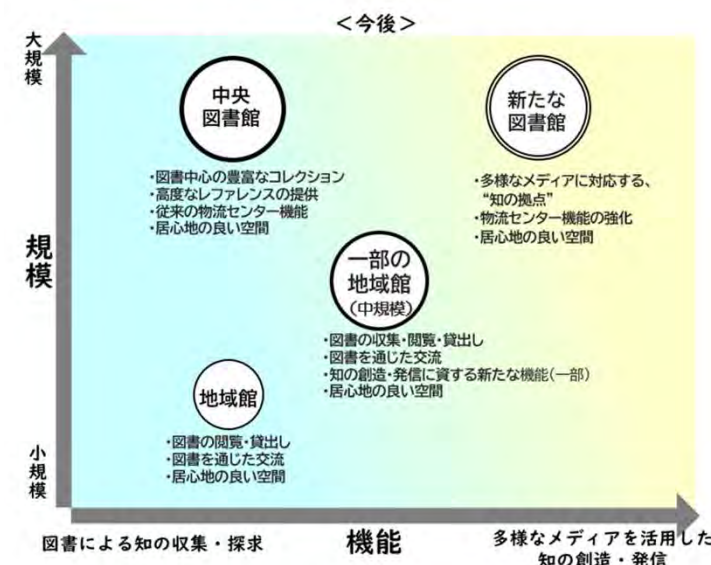 ＜今後＞
大規模
中央
図書館
・図書中心の豊富なコレクション
・高度なレファレンスの提供
・従来の物流センター機能
・居心地の良い空間
新たな
図書館
・多様なメディアに対応する、
“知の拠点”
・物流センター機能の強化
・居心地の良い空間
規模
一部の
地域館
（中規模）
・図書の収集・閲覧・貸出し
・図書を通じた交流
・知の創造・発信に資する新たな機能（一部）
・居心地の良い空間
地域館
・図書の閲覧・貸出し
・図書を通じた交流
・居心地の良い空間
小規模
図書による知の収集・探求
機能
多様なメディアを活用した
知の創造・発信